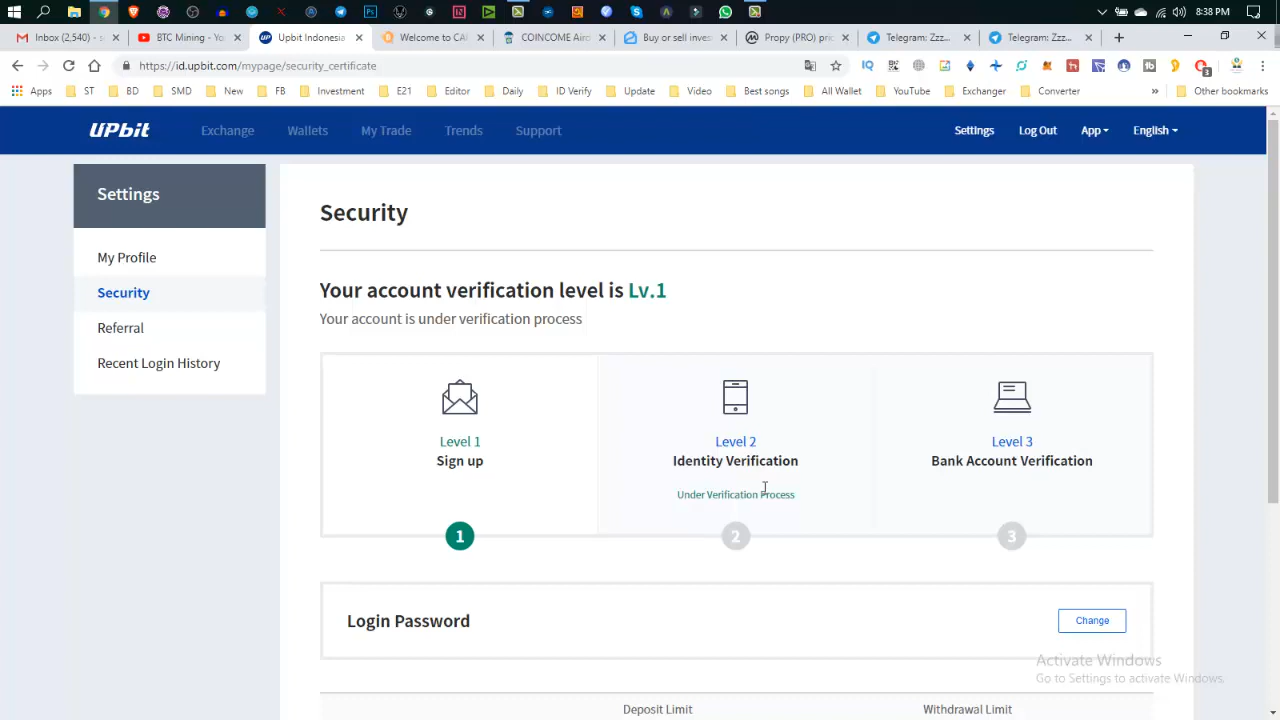 8:38 PM
Inbox (2,540) - s
BTC Mining - Yo
Upbit Indonesia
Welcome to CA
COINCOME Airo
Buy or sell inves
Propy (PRO) pric
Telegram: Zzz...
Telegram: Zzz...
https://id.upbit.com/mypage/security_certificate
3
Apps
ST
BD
SMD
New
FB
Investment
E21
Editor
Daily
ID Verify
Update
Video
Best songs
All Wallet
YouTube
Exchanger
Converter
»
Other bookmarks
UPbit
Exchange
Wallets
My Trade
Trends
Support
Settings
Log Out
App
English
Settings
My Profile
Security
Referral
Recent Login History
Security
Your account verification level is Lv.1
Your account is under verification process
Level 1
Sign up
1
Level 2
Identity Verification
Under Verification Process
2
Level 3
Bank Account Verification
3
Login Password
Change
Activate Windows
Go to Settings to activate Windows.
Deposit Limit
Withdrawal Limit